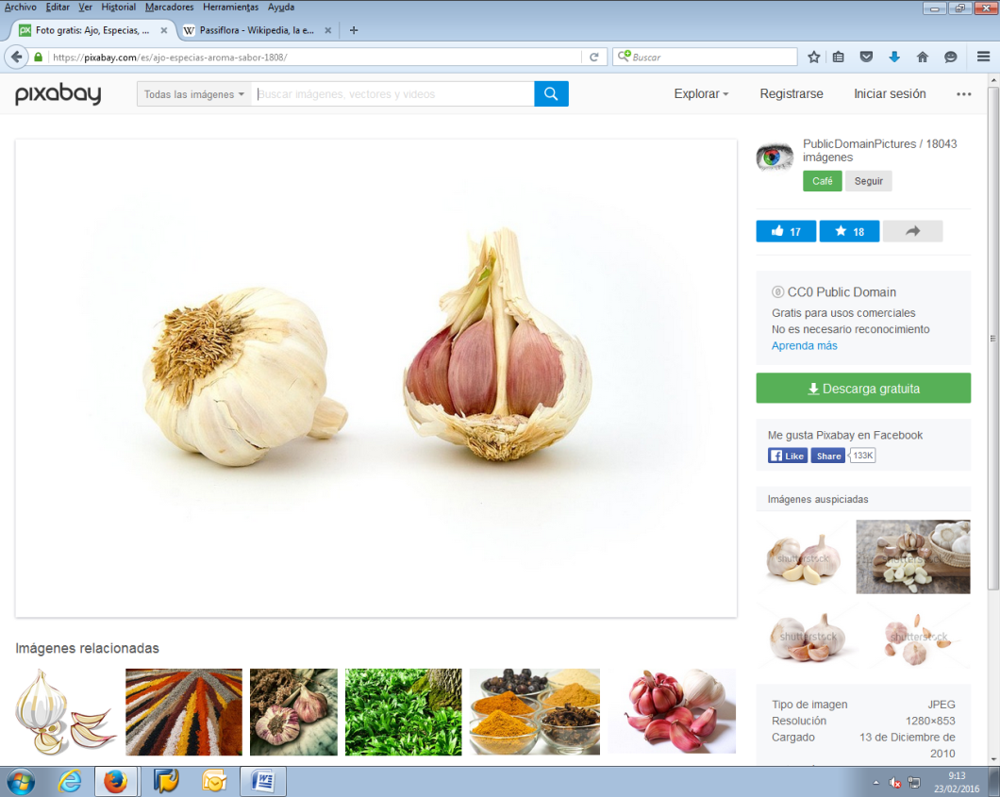 Archivo Editar Ver Historial Marcadores Herramientas Ayuda
px Foto gratis: Ajo, Especias, ... × W Passiflora - Wikipedia, la e... × +
https://pixabay.com/es/ajo-especias-aroma-sabor-1808/ Buscar
pixabay Todas las imágenes Buscar imágenes, vectores y videos Explorar Registrarse Iniciar sesión
PublicDomainPictures / 18043
imágenes
Café Seguir
17 18
CC0 Public Domain
Gratis para usos comerciales
No es necesario reconocimiento
Aprenda más
Descarga gratuita
Me gusta Pixabay en Facebook
Like Share 133K
Imágenes auspiciadas
shutterstock shutterstock
shutterstock shutterstock
Imágenes relacionadas
Tipo de imagen JPEG
Resolución 1280×853
Cargado 13 de Diciembre de
2010
9:13
23/02/2016